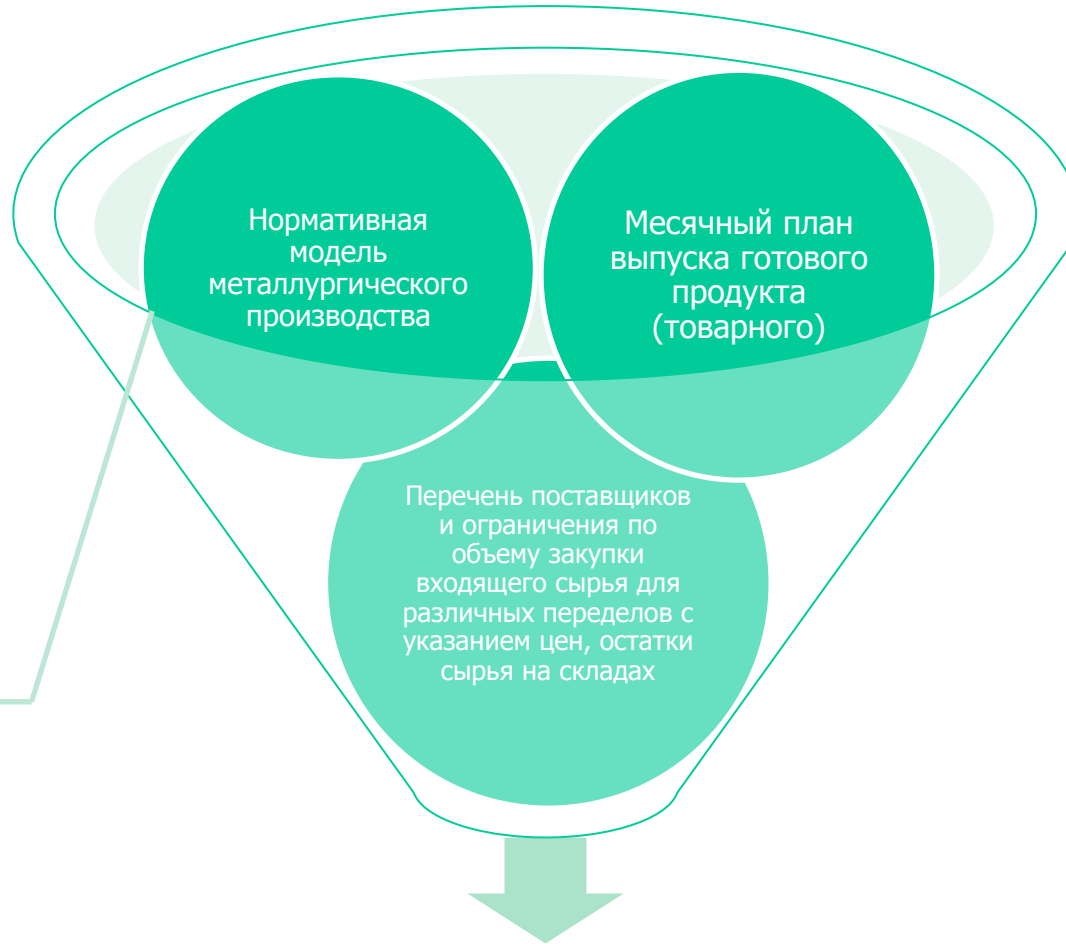 Нормативная
модель
металлургического
производства
Месячный план
выпуска готового
продукта
(товарного)
Перечень поставщиков
и ограничения по
объему закупки
входящего сырья для
различных переделов с
указанием цен, остатки
сырья на складах